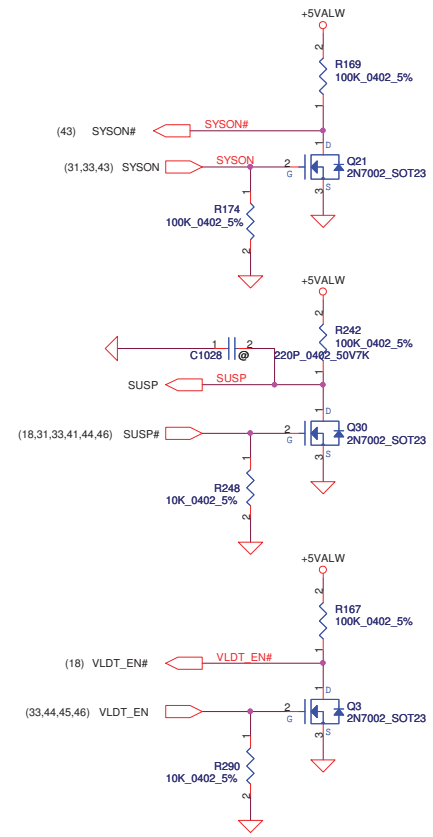 +5VALW
2
R169
100K_0402_5%
1
(43) SYSON# SYSON#
1
D
(31,33,43) SYSON SYSON 2
G
Q21
2N7002_SOT23
3
S
1
R174
100K_0402_5%
2
+5VALW
2
R242
100K_0402_5%
1 2
C1028 @ 220P_0402_50V7K
1
SUSP SUSP
1
D
(18,31,33,41,44,46) SUSP# 2
G
Q30
2N7002_SOT23
3
S
1
R248
10K_0402_5%
2
+5VALW
2
R167
100K_0402_5%
1
(18) VLDT_EN# VLDT_EN#
1
D
(33,44,45,46) VLDT_EN 2
G
Q3
2N7002_SOT23
3
S
1
R290
10K_0402_5%
2